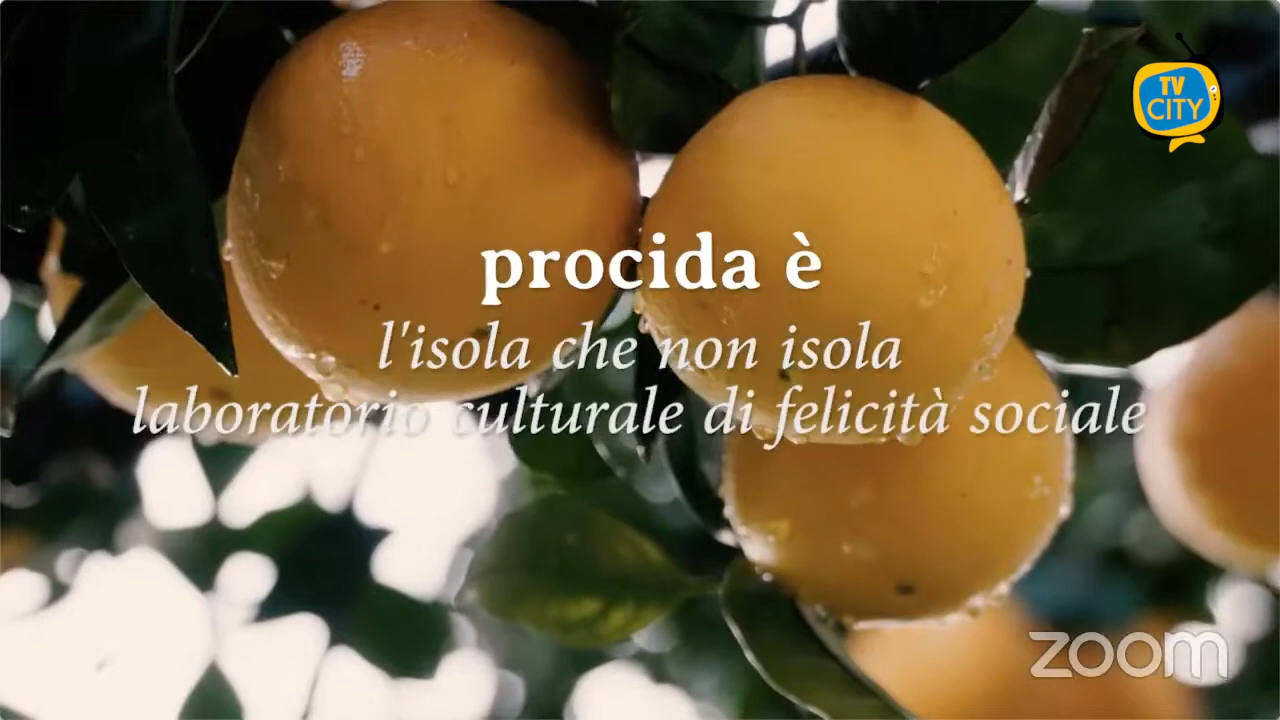 TV
CITY
procida è
l'isola che non isola
laboratorio culturale di felicità sociale
zoom